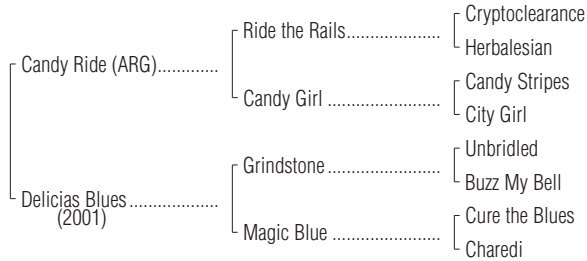 Cryptoclearance
Ride the Rails....................
Herbalesian
Candy Ride (ARG).............
Candy Stripes
Candy Girl ........................
City Girl
Unbridled
Grindstone .......................
Buzz My Bell
Delicias Blues...................
(2001)
Cure the Blues
Magic Blue .......................
Charedi